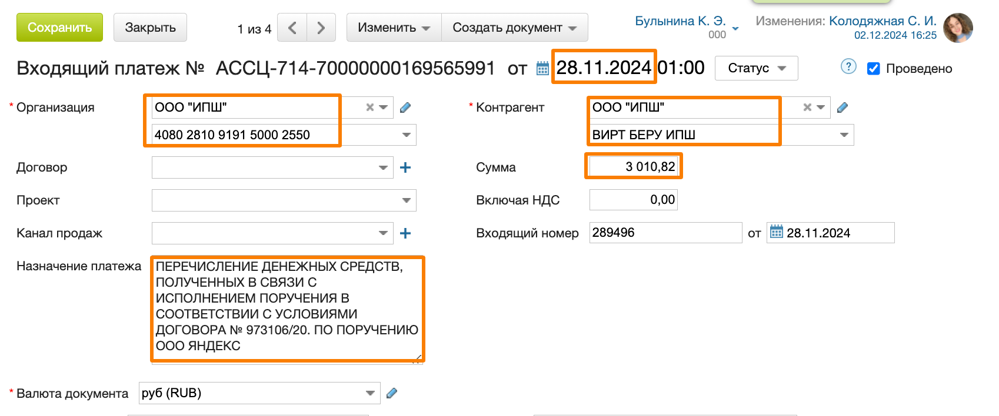 Сохранить Закрыть 1 из 4 Изменить Создать документ Булынина К. Э. Изменения: Колодяжная С. И.
000 02.12.2024 16:25
Входящий платеж № АССЦ-714-70000000169565991 от 28.11.2024 01:00 Статус ? Проведено
* Организация ООО "ИПШ" * Контрагент ООО "ИПШ"
4080 2810 9191 5000 2550 ВИРТ БЕРУ ИПШ
Договор Сумма 3 010,82
Проект Включая НДС 0,00
Канал продаж Входящий номер 289496 от 28.11.2024
Назначение платежа ПЕРЕЧИСЛЕНИЕ ДЕНЕЖНЫХ СРЕДСТВ,
ПОЛУЧЕННЫХ В СВЯЗИ С
ИСПОЛНЕНИЕМ ПОРУЧЕНИЯ В
СООТВЕТСТВИИ С УСЛОВИЯМИ
ДОГОВОРА № 973106/20. ПО ПОРУЧЕНИЮ
ООО ЯНДЕКС
* Валюта документа руб (RUB)